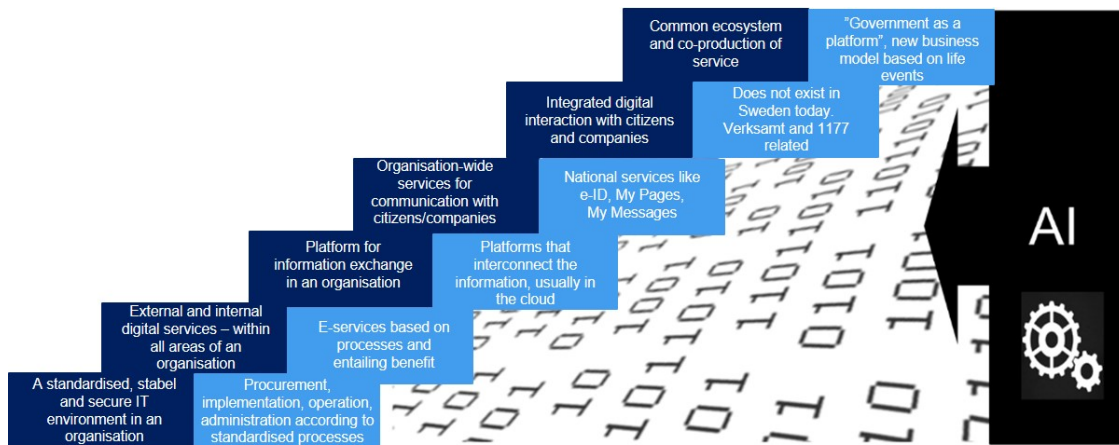 Common ecosystem
and co-production of
service
"Government as a
platform", new business
model based on life
events
Integrated digital
interaction with citizens
and companies
Does not exist in
Sweden today.
Verksamt and 1177
related
Organisation-wide
services for
communication with
citizens/companies
National services like
e-ID, My Pages,
My Messages
Platform for
information exchange
in an organisation
Platforms that
interconnect the
information, usually in
the cloud
External and internal
digital services – within
all areas of an
organisation
E-services based on
processes and
entailing benefit
A standardised, stabel
and secure IT
environment in an
organisation
Procurement,
implementation, operation,
administration according to
standardised processes
AI